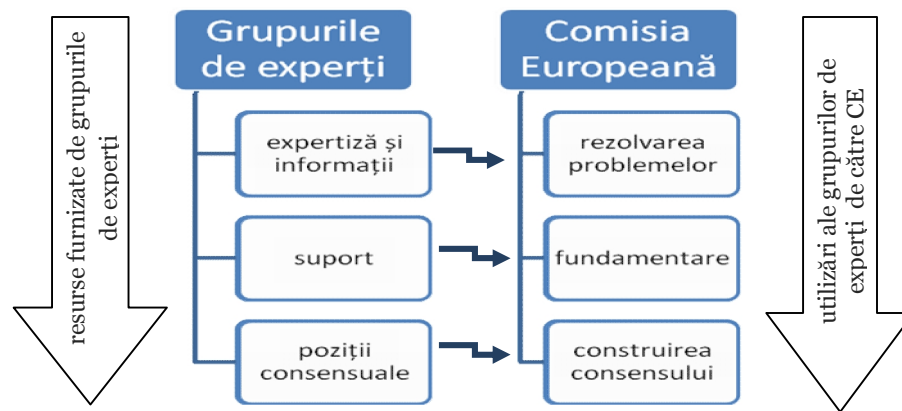 resurse furnizate de grupurile
de experți
Grupurile
de experți
expertiză și
informații
suport
poziții
consensuale
Comisia
Europeană
rezolvarea
problemelor
fundamentare
construirea
consensului
utilizări ale grupurilor de
experți de către CE